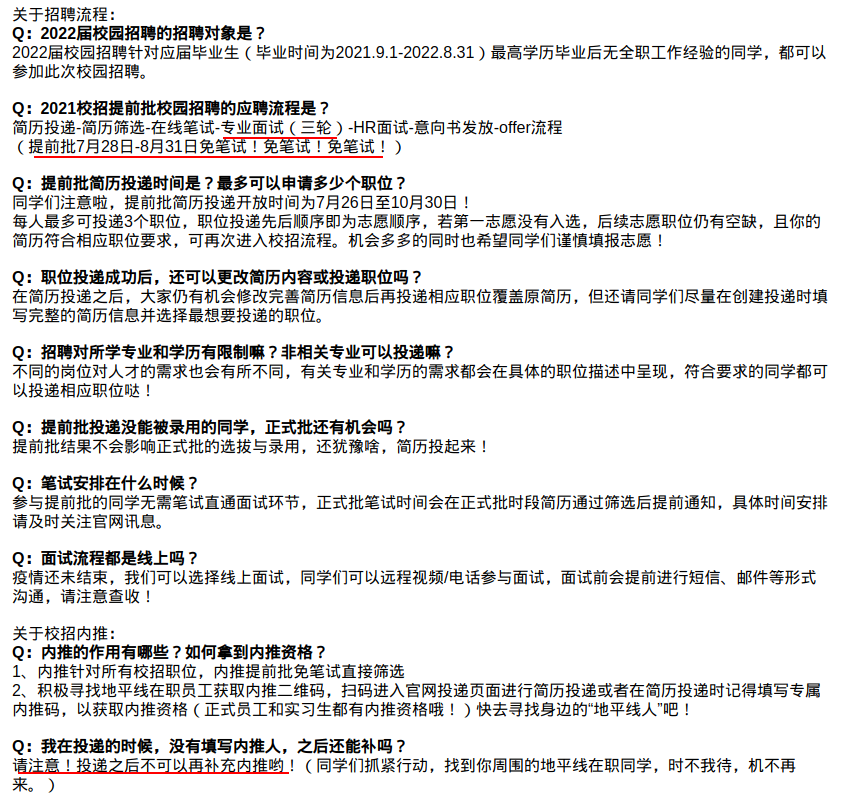 关于招聘流程：
Q：2022届校园招聘的招聘对象是？
2022届校园招聘针对应届毕业生（毕业时间为2021.9.1-2022.8.31）最高学历毕业后无全职工作经验的同学，都可以
参加此次校园招聘。
Q：2021校招提前批校园招聘的应聘流程是？
简历投递-简历筛选-在线笔试-专业面试（三轮）-HR面试-意向书发放-offer流程
（提前批7月28日-8月31日免笔试！免笔试！免笔试！）
Q：提前批简历投递时间是？最多可以申请多少个职位？
同学们注意啦，提前批简历投递开放时间为7月26日至10月30日！
每人最多可投递3个职位，职位投递先后顺序即为志愿顺序，若第一志愿没有入选，后续志愿职位仍有空缺，且你的
简历符合相应职位要求，可再次进入校招流程。机会多多的同时也希望同学们谨慎填报志愿！
Q：职位投递成功后，还可以更改简历内容或投递职位吗？
在简历投递之后，大家仍有机会修改完善简历信息后再投递相应职位覆盖原简历，但还请同学们尽量在创建投递时填
写完整的简历信息并选择最想要投递的职位。
Q：招聘对所学专业和学历有限制嘛？非相关专业可以投递嘛？
不同的岗位对人才的需求也会有所不同，有关专业和学历的需求都会在具体的职位描述中呈现，符合要求的同学都可
以投递相应职位哒！
Q：提前批投递没能被录用的同学，正式批还有机会吗？
提前批结果不会影响正式批的选拔与录用，还犹豫啥，简历投起来！
Q：笔试安排在什么时候？
参与提前批的同学无需笔试直通面试环节，正式批笔试时间会在正式批时段简历通过筛选后提前通知，具体时间安排
请及时关注官网讯息。
Q：面试流程都是线上吗？
疫情还未结束，我们可以选择线上面试，同学们可以远程视频/电话参与面试，面试前会提前进行短信、邮件等形式
沟通，请注意查收！
关于校招内推：
Q：内推的作用有哪些？如何拿到内推资格？
1、内推针对所有校招职位，内推提前批免笔试直接筛选
2、积极寻找地平线在职员工获取内推二维码，扫码进入官网投递页面进行简历投递或者在简历投递时记得填写专属
内推码，以获取内推资格（正式员工和实习生都有内推资格哦！）快去寻找身边的“地平线人”吧！
Q：我在投递的时候，没有填写内推人，之后还能补吗？
请注意！投递之后不可以再补充内推哟！（同学们抓紧行动，找到你周围的地平线在职同学，时不我待，机不再
来。）